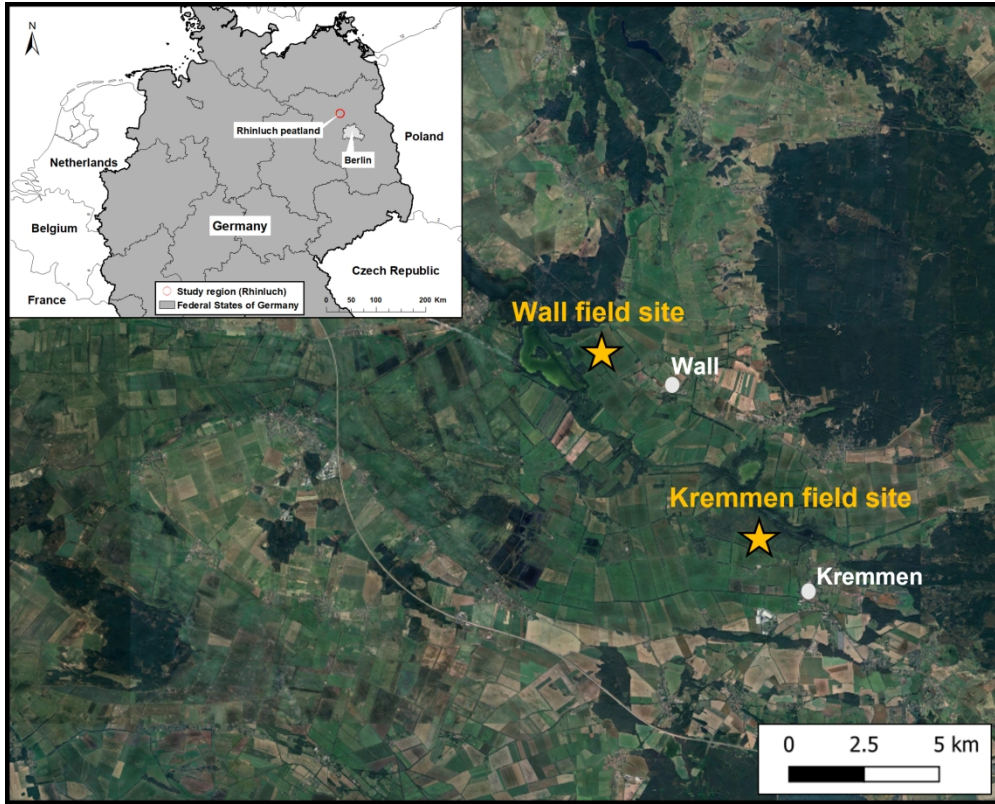 N
Rhinluch peatland
Poland
Berlin
Netherlands
Belgium
Germany
Czech Republic
France
Study region (Rhinluch)
Federal States of Germany
0 50 100 200 Km
Wall field site
Wall
Kremmen field site
Kremmen
0 2.5 5 km